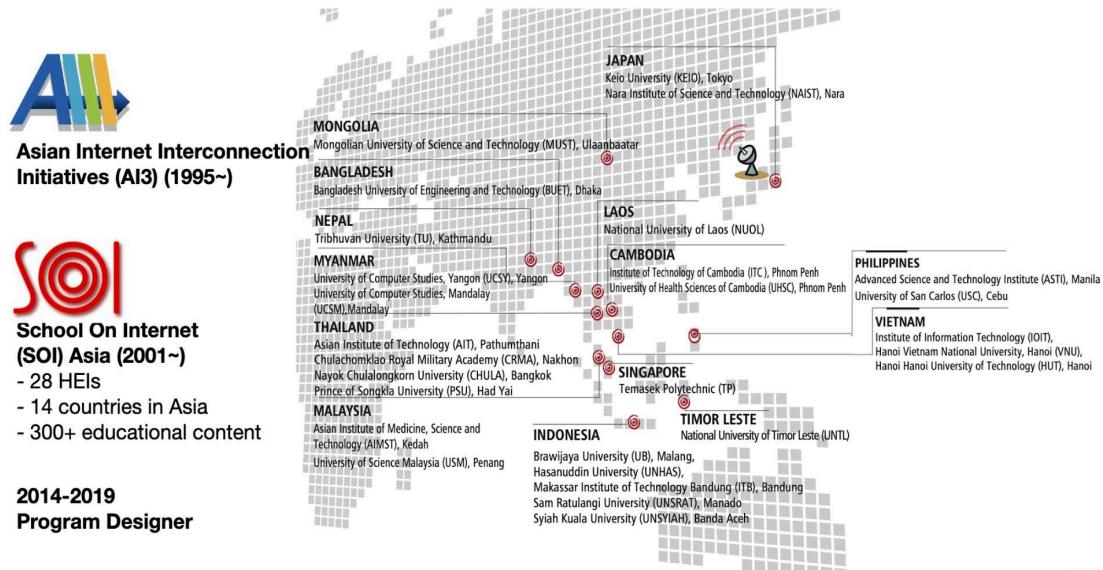 AI3
Asian Internet Interconnection
Initiatives (AI3) (1995~)
SOI
School On Internet
(SOI) Asia (2001~)
- 28 HEIs
- 14 countries in Asia
- 300+ educational content
2014-2019
Program Designer
JAPAN
Keio University (KEIO), Tokyo
Nara Institute of Science and Technology (NAIST), Nara
MONGOLIA
Mongolian University of Science and Technology (MUST), Ulaanbaatar
BANGLADESH
Bangladesh University of Engineering and Technology (BUET), Dhaka
NEPAL
Tribhuvan University (TU), Kathmandu
MYANMAR
University of Computer Studies, Yangon (UCSY), Yangon
University of Computer Studies, Mandalay
(UCSM),Mandalay
THAILAND
Asian Institute of Technology (AIT), Pathumthani
Chulachomklao Royal Military Academy (CRMA), Nakhon
Nayok Chulalongkorn University (CHULA), Bangkok
Prince of Songkla University (PSU), Had Yai
MALAYSIA
Asian Institute of Medicine, Science and
Technology (AIMST), Kedah
University of Science Malaysia (USM), Penang
LAOS
National University of Laos (NUOL)
CAMBODIA
Institute of Technology of Cambodia (ITC ), Phnom Penh
University of Health Sciences of Cambodia (UHSC), Phnom Penh
PHILIPPINES
Advanced Science and Technology Institute (ASTI), Manila
University of San Carlos (USC), Cebu
VIETNAM
Institute of Information Technology (IOIT),
Hanoi Vietnam National University, Hanoi (VNU),
Hanoi Hanoi University of Technology (HUT), Hanoi
SINGAPORE
Temasek Polytechnic (TP)
TIMOR LESTE
National University of Timor Leste (UNTL)
INDONESIA
Brawijaya University (UB), Malang,
Hasanuddin University (UNHAS),
Makassar Institute of Technology Bandung (ITB), Bandung
Sam Ratulangi University (UNSRAT), Manado
Syiah Kuala University (UNSYIAH), Banda Aceh